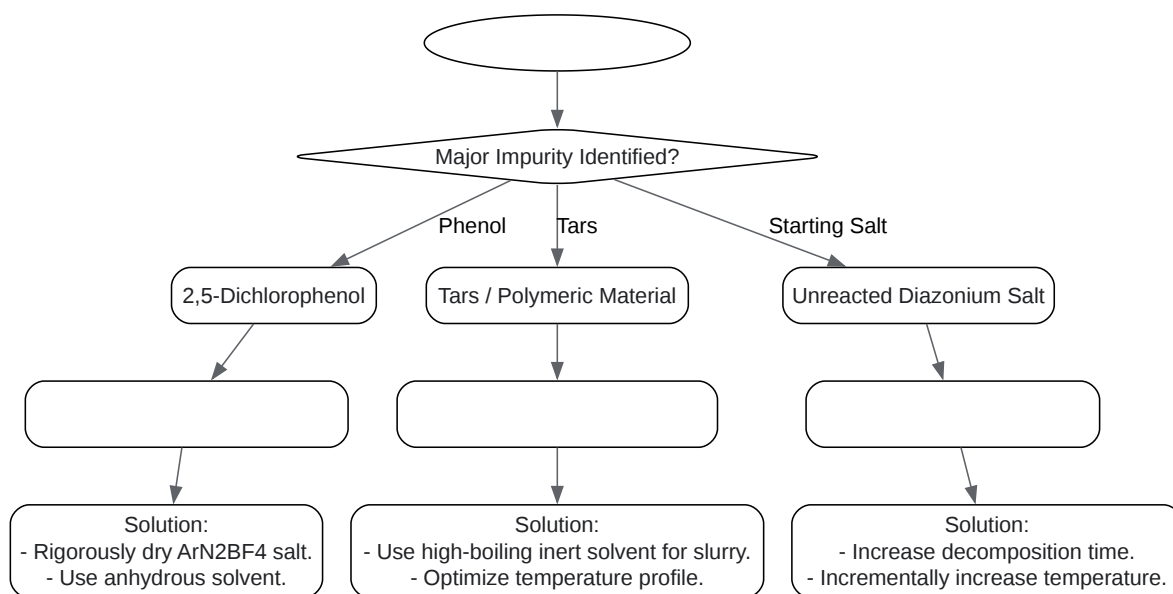 Major Impurity Identified?
Phenol
Tars
Starting Salt
2,5-Dichlorophenol
Tars / Polymeric Material
Unreacted Diazonium Salt
Solution:
- Rigorously dry ArN2BF4 salt.
- Use anhydrous solvent.
Solution:
- Use high-boiling inert solvent for slurry.
- Optimize temperature profile.
Solution:
- Increase decomposition time.
- Incrementally increase temperature.